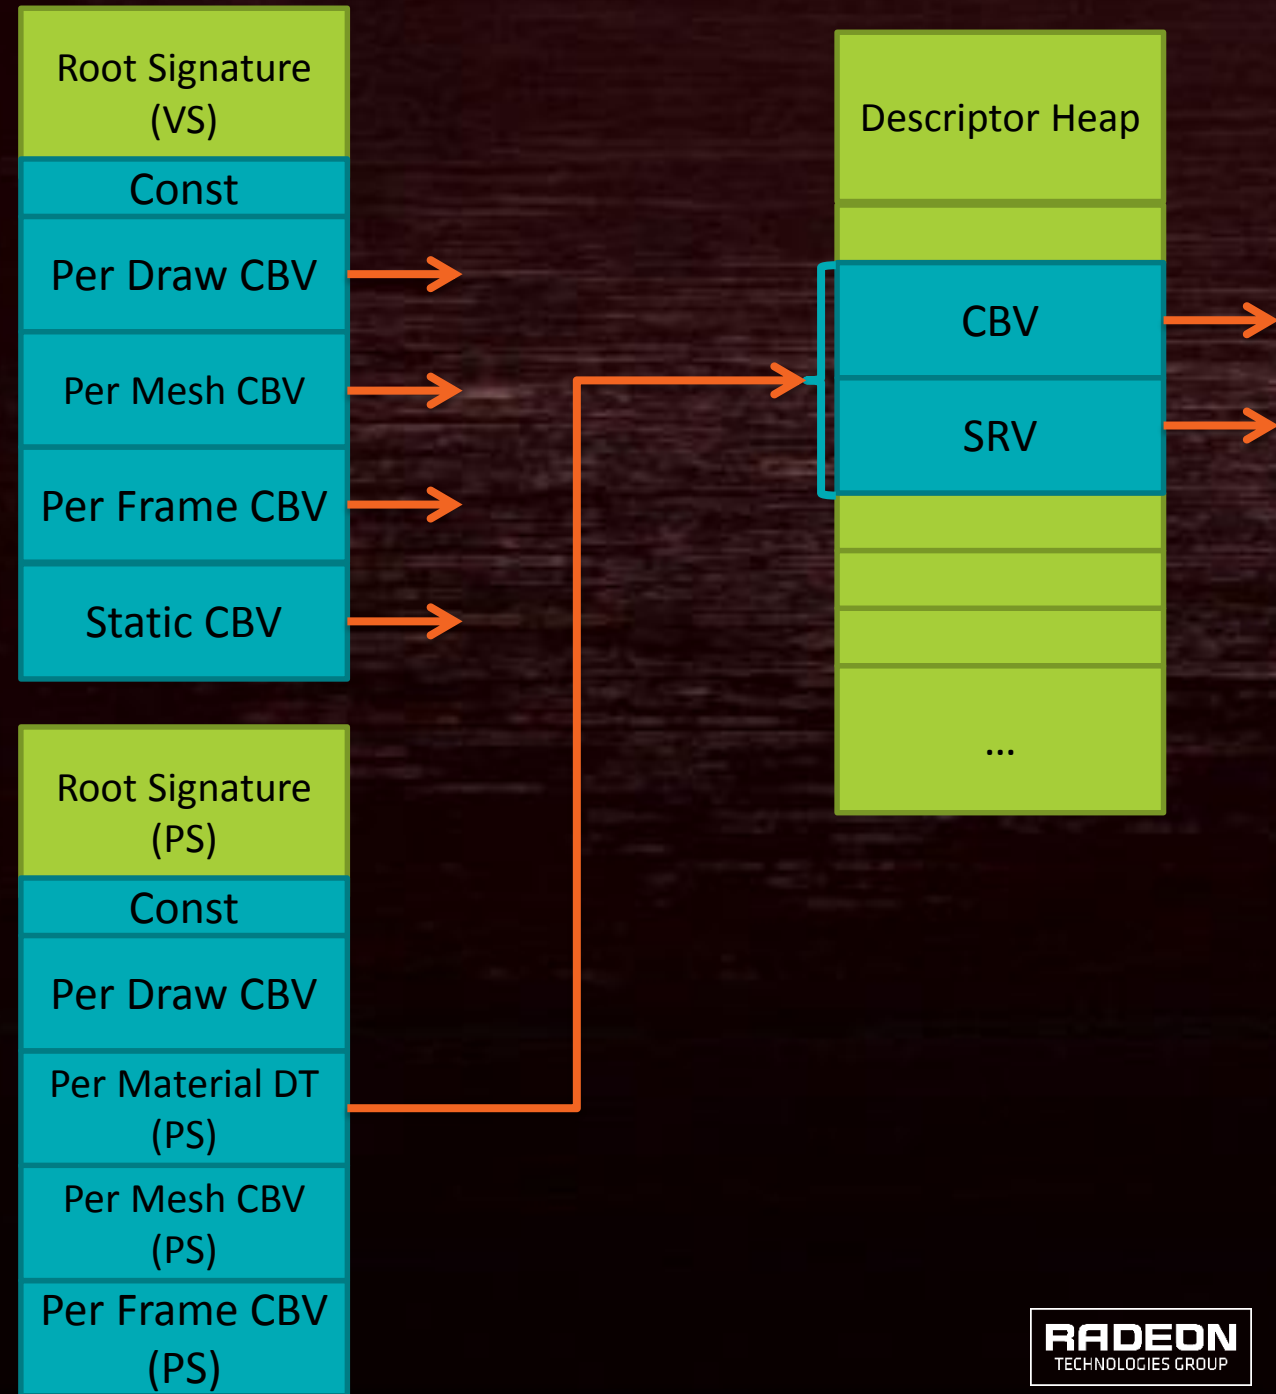 Root Signature
(VS)
Const
Per Draw CBV
Per Mesh CBV
Per Frame CBV
Static CBV
Root Signature
(PS)
Const
Per Draw CBV
Per Material DT
(PS)
Per Mesh CBV
(PS)
Per Frame CBV
(PS)
Descriptor Heap
CBV
SRV
...
RADEON
TECHNOLOGIES GROUP